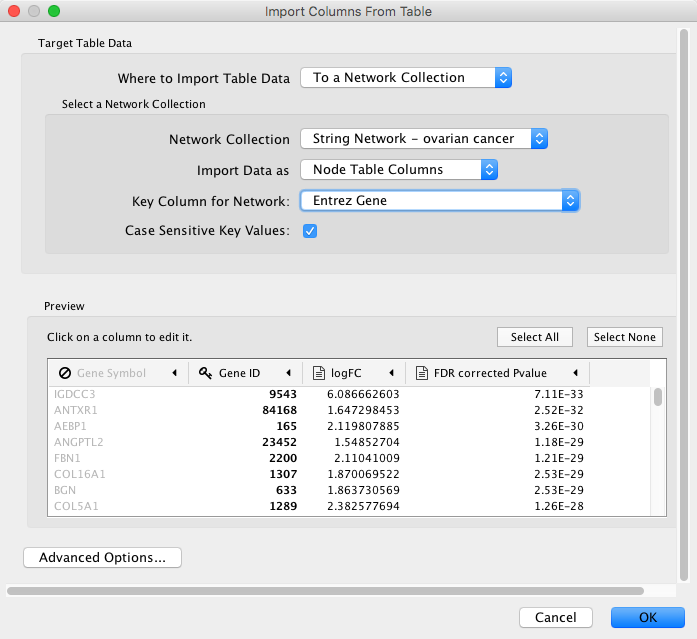 Import Columns From Table
Target Table Data
Where to Import Table Data To a Network Collection
Select a Network Collection
Network Collection String Network – ovarian cancer
Import Data as Node Table Columns
Key Column for Network: Entrez Gene
Case Sensitive Key Values:
Preview
Click on a column to edit it. Select All Select None
Gene Symbol Gene ID logFC FDR corrected Pvalue
IGDCC3 9543 6.086662603 7.11E-33
ANTXR1 84168 1.647298453 2.52E-32
AEBP1 165 2.119807885 3.26E-30
ANGPTL2 23452 1.54852704 1.18E-29
FBN1 2200 2.11041009 1.21E-29
COL16A1 1307 1.870069522 2.53E-29
BGN 633 1.863730569 2.53E-29
COL5A1 1289 2.382577694 1.26E-28
Advanced Options...
Cancel OK